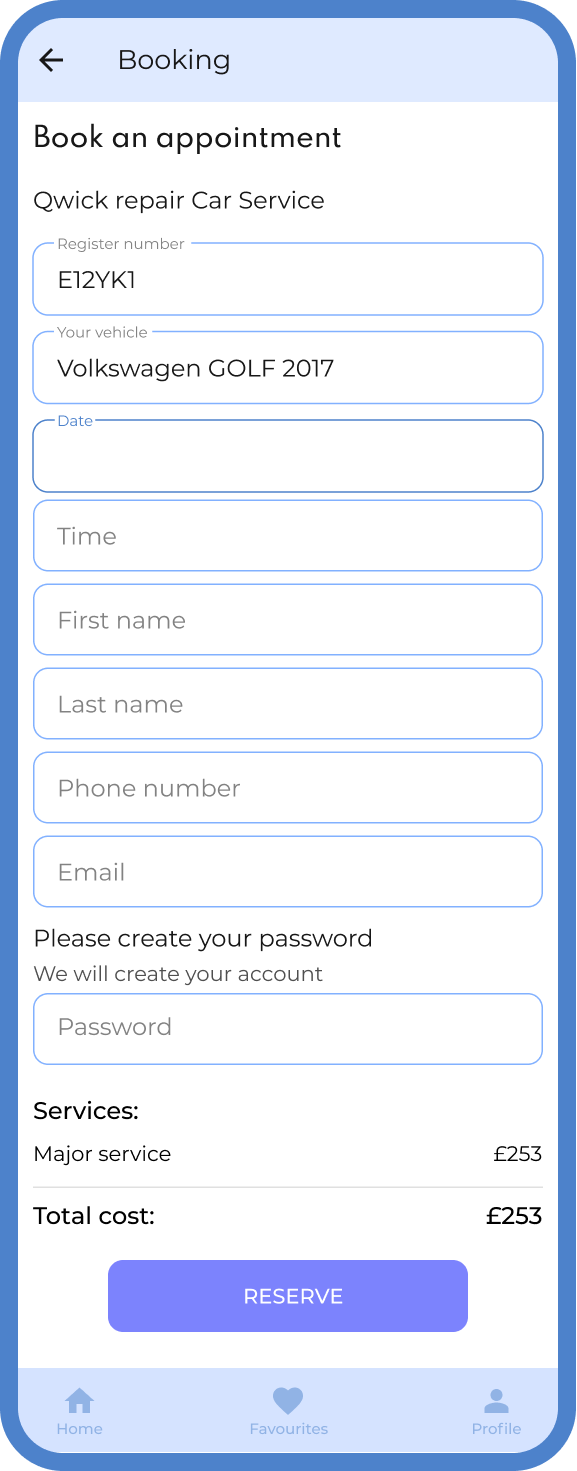 Booking
Book an appointment
Qwick repair Car Service
Register number
E12YK1
Your vehicle
Volkswagen GOLF 2017
Date
Time
First name
Last name
Phone number
Email
Please create your password
We will create your account
Password
Services:
Major service £253
Total cost: £253
RESERVE
Home Favourites Profile